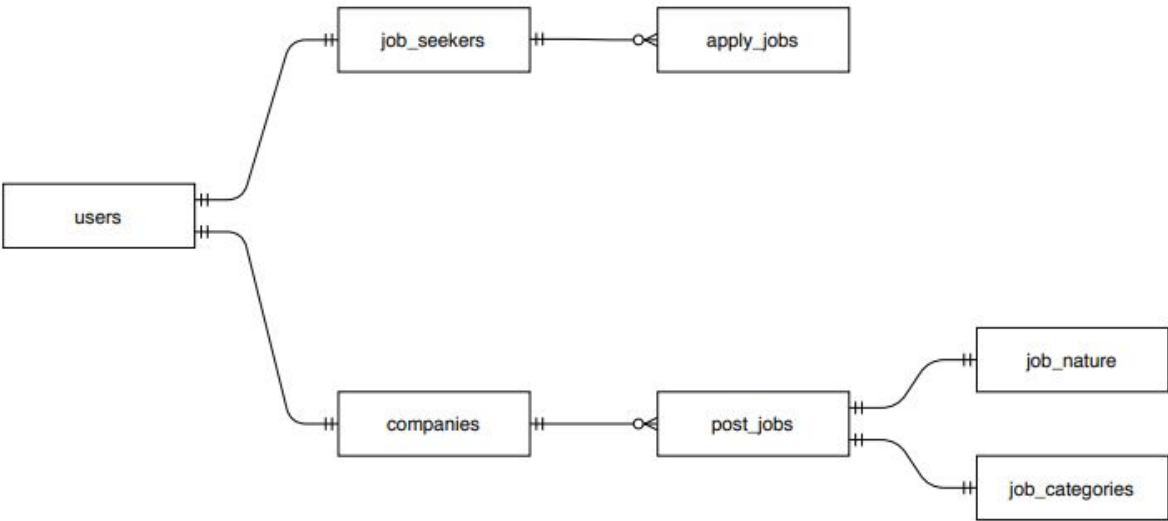 job_seekers
apply_jobs
users
job_nature
companies
post_jobs
job_categories